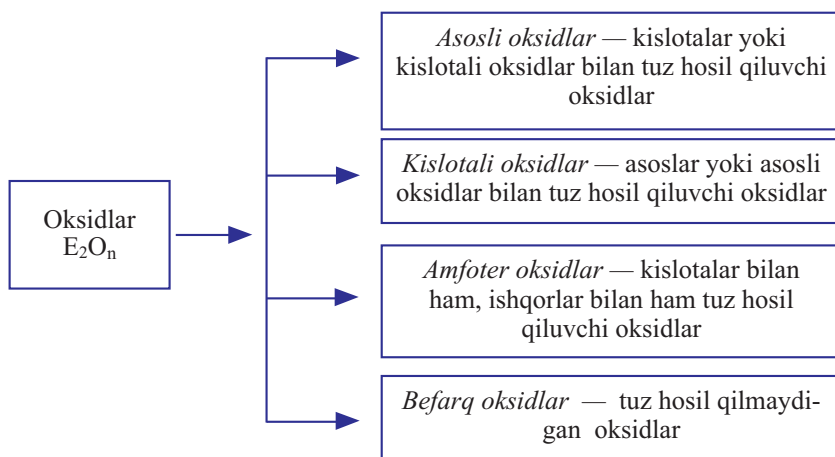 Asosli oksidlar — kislotalar yoki
kislotali oksidlar bilan tuz hosil qiluvchi
oksidlar
Kislotali oksidlar — asoslar yoki asosli
oksidlar bilan tuz hosil qiluvchi oksidlar
Oksidlar
E₂Oₙ
Amfoter oksidlar — kislotalar bilan
ham, ishqorlar bilan ham tuz hosil
qiluvchi oksidlar
Befarq oksidlar — tuz hosil qilmaydi-
gan oksidlar